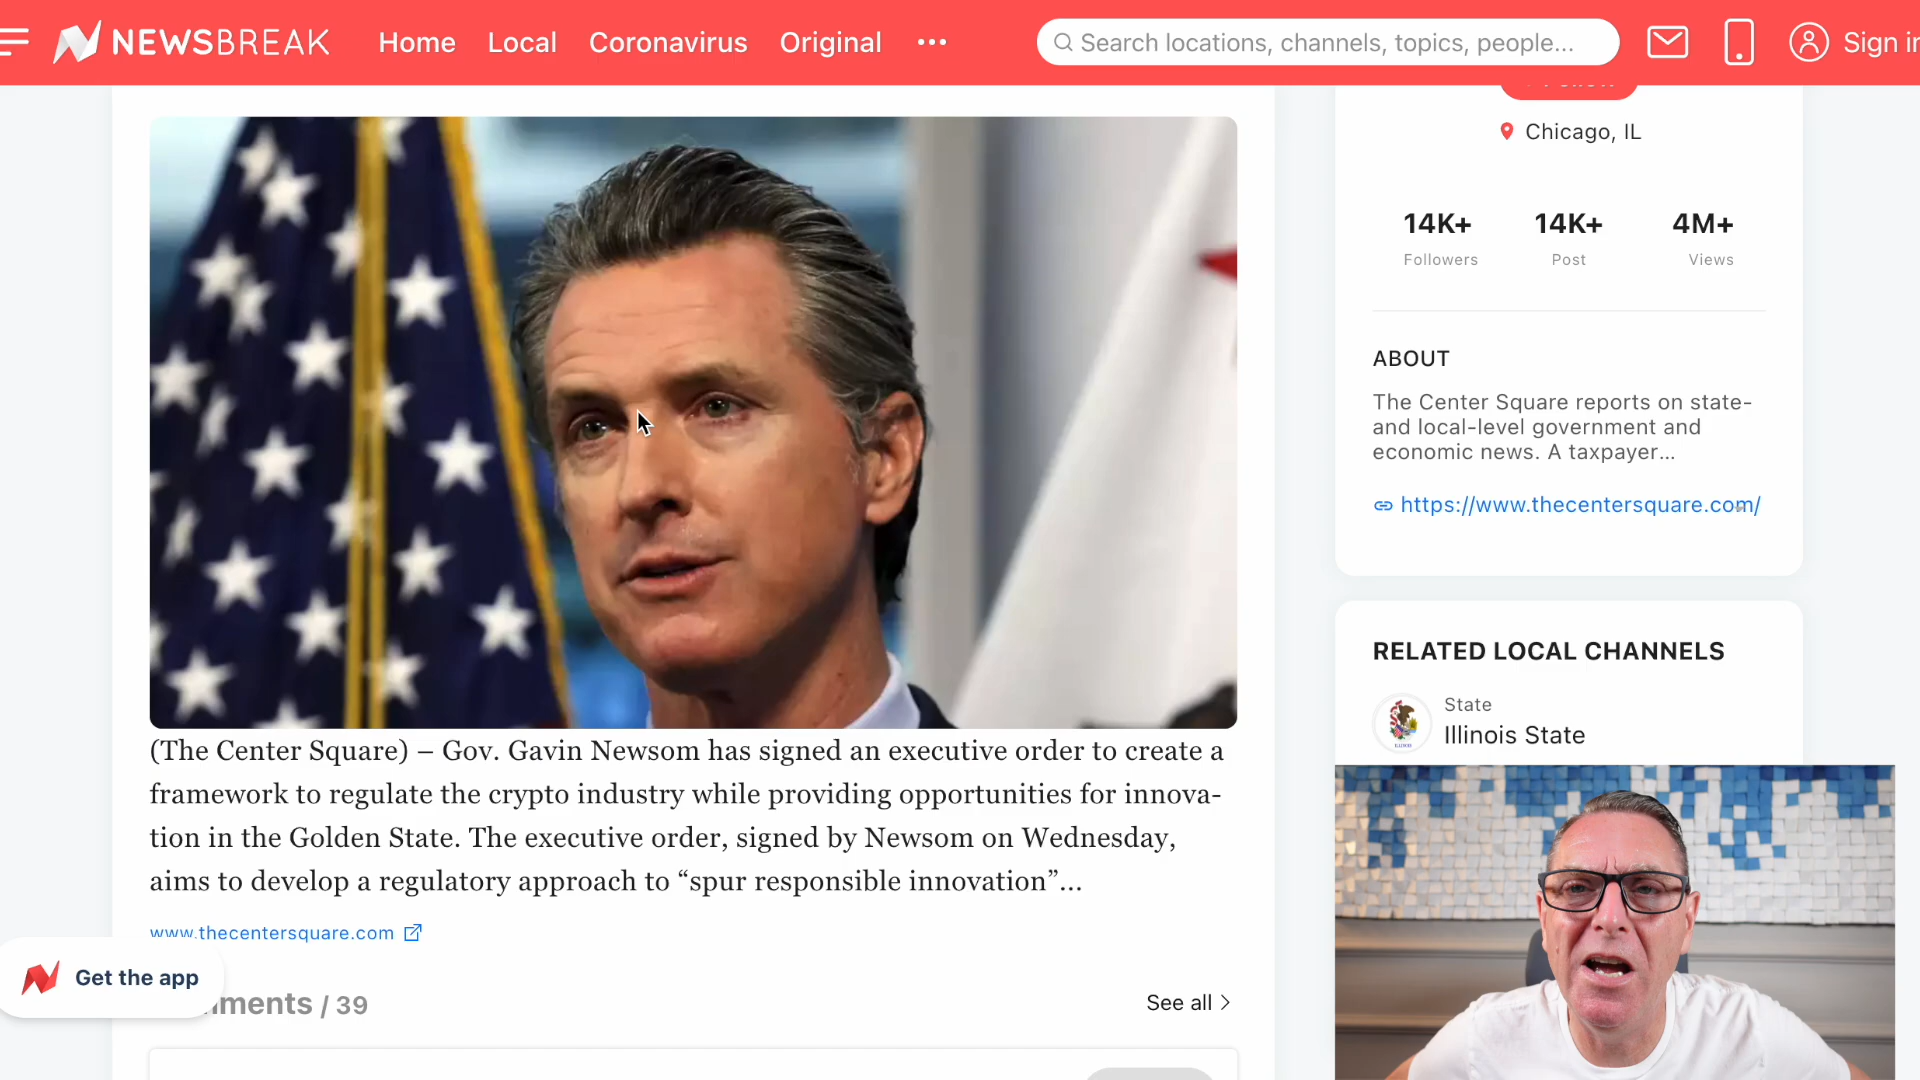 NEWSBREAK
Home Local Coronavirus Original ...
Search locations, channels, topics, people...
Sign in
Chicago, IL
14K+ 14K+ 4M+
Followers Post Views
ABOUT
The Center Square reports on state-
and local-level government and
economic news. A taxpayer...
https://www.thecentersquare.com/
RELATED LOCAL CHANNELS
State
Illinois State
(The Center Square) – Gov. Gavin Newsom has signed an executive order to create a
framework to regulate the crypto industry while providing opportunities for innova-
tion in the Golden State. The executive order, signed by Newsom on Wednesday,
aims to develop a regulatory approach to “spur responsible innovation”...
www.thecentersquare.com
Get the app
mments / 39
See all >